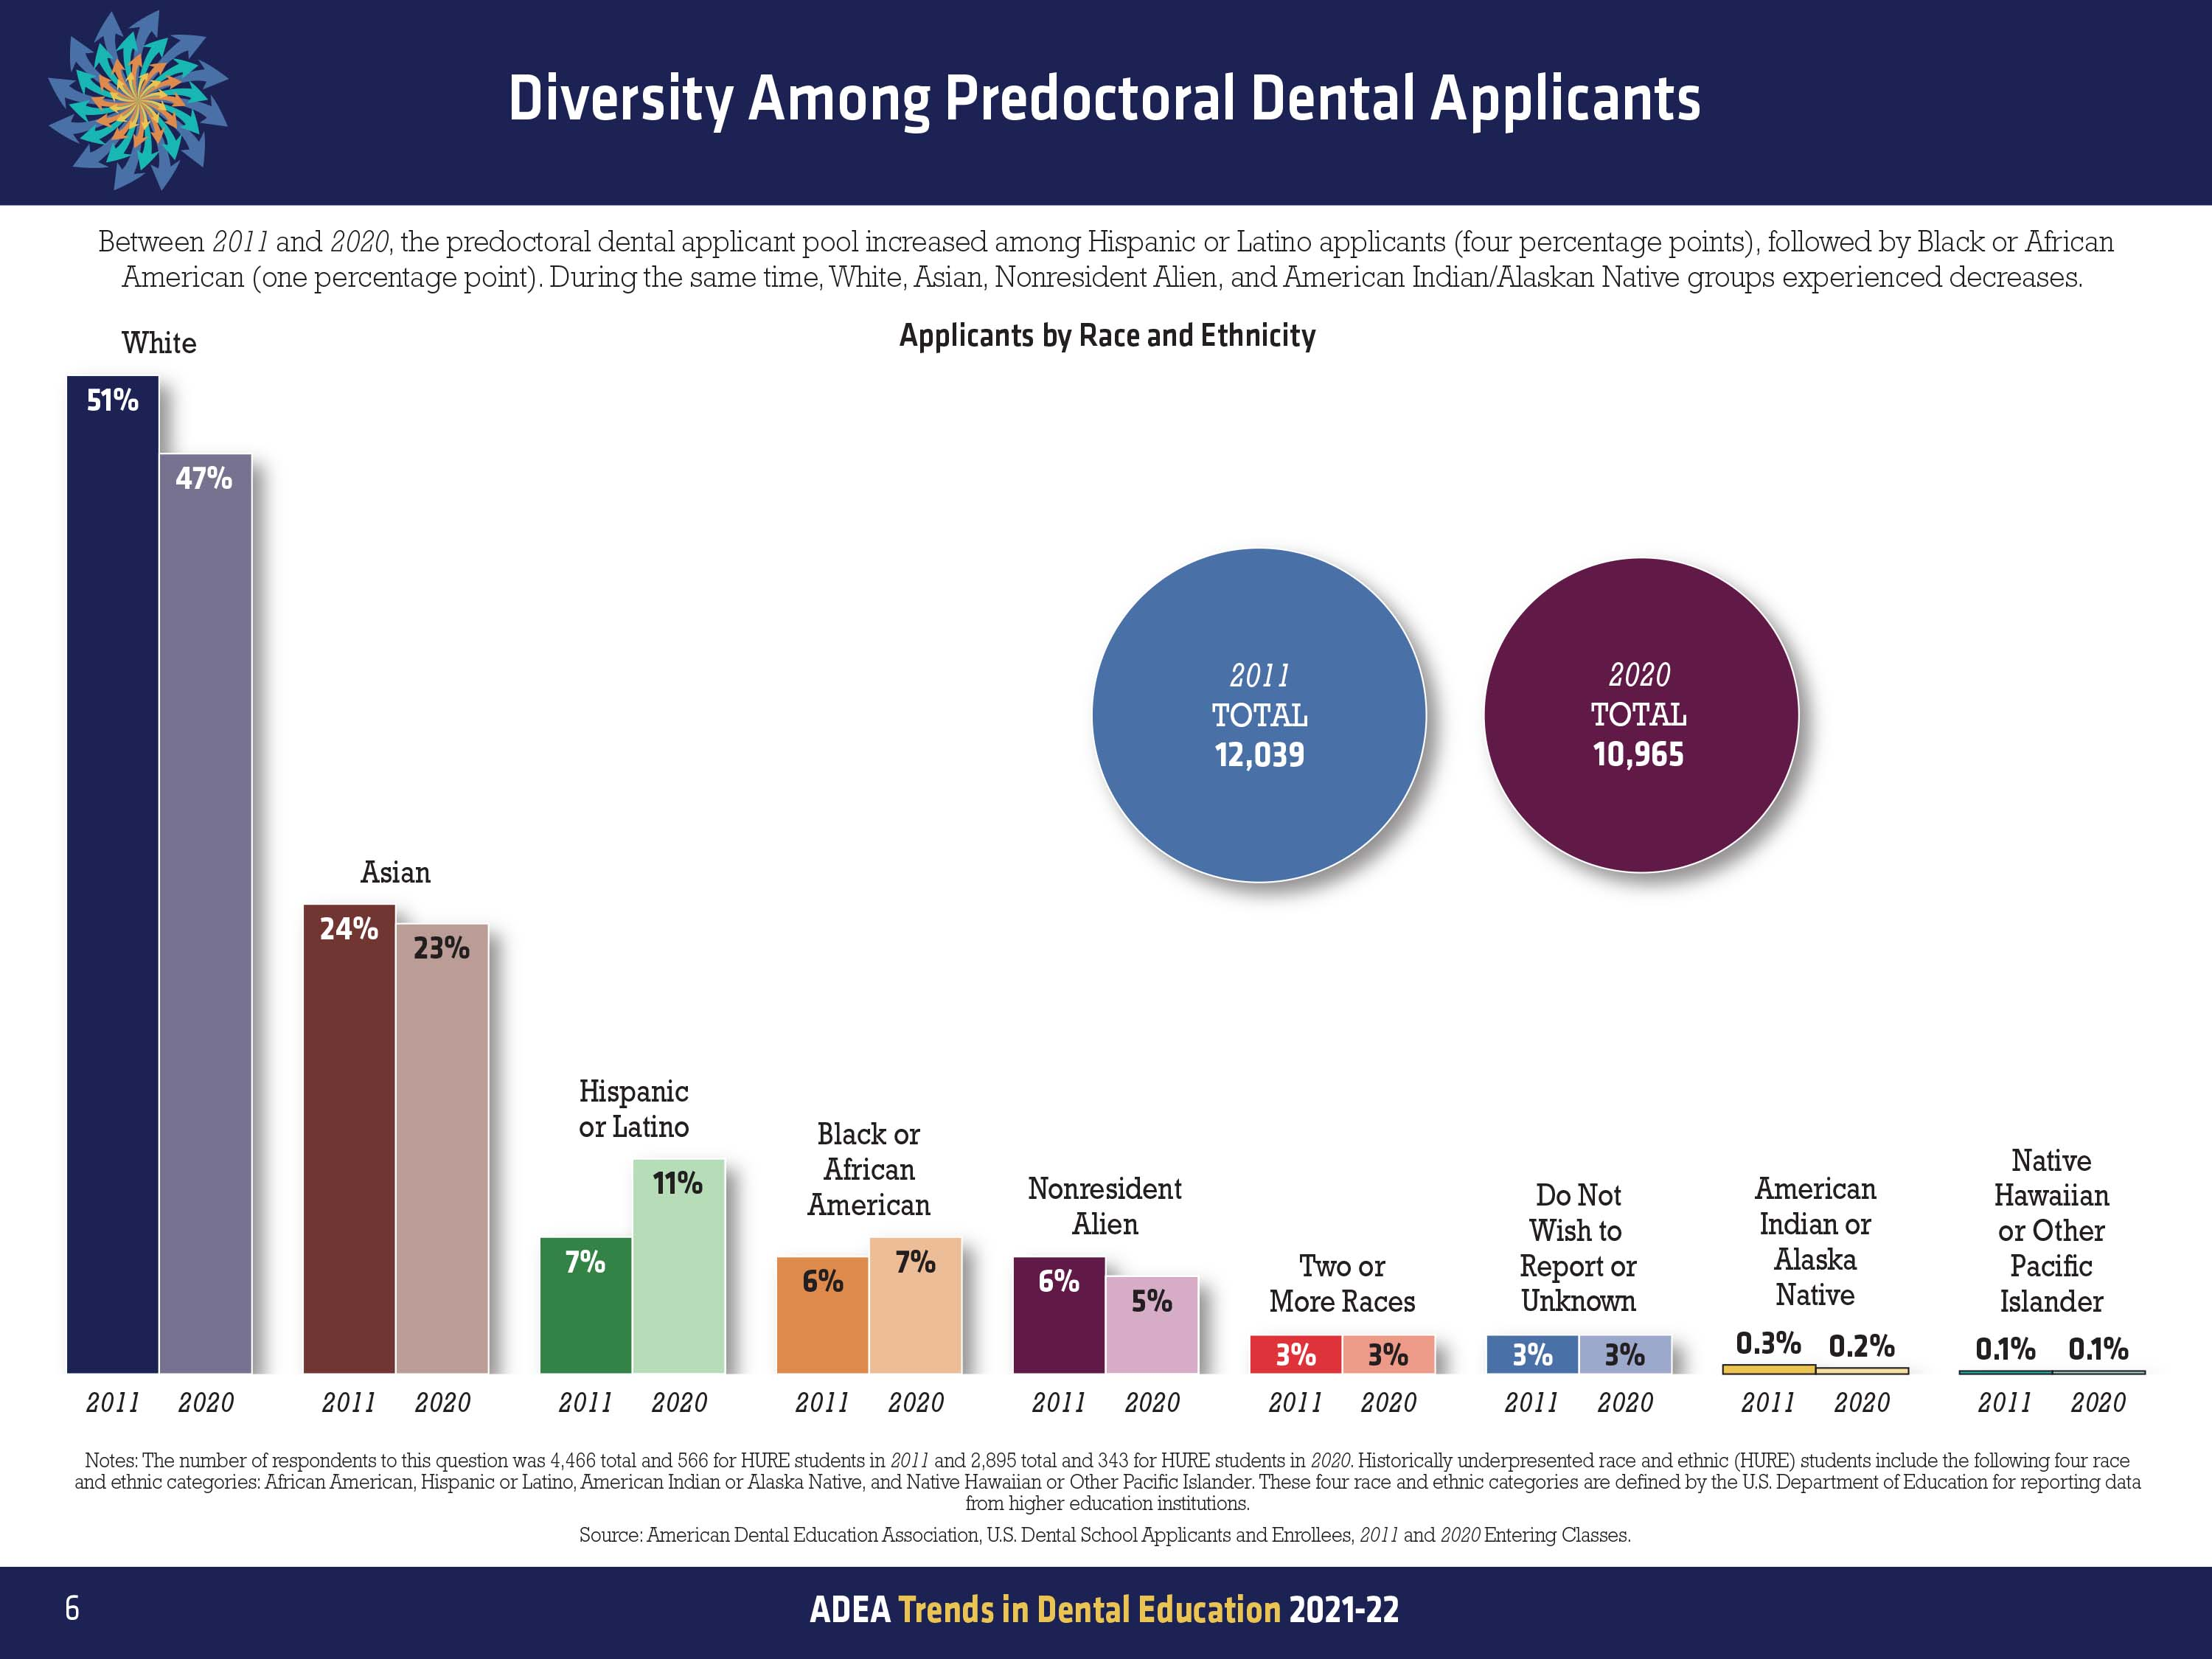 Diversity Among Predoctoral Dental Applicants
Between 2011 and 2020, the predoctoral dental applicant pool increased among Hispanic or Latino applicants (four percentage points), followed by Black or African
American (one percentage point). During the same time, White, Asian, Nonresident Alien, and American Indian/Alaskan Native groups experienced decreases.
Applicants by Race and Ethnicity
White
51%
47%
2011 2020
Asian
24%
23%
2011 2020
Hispanic
or Latino
7%
11%
2011 2020
Black or
African
American
6%
7%
2011 2020
Nonresident
Alien
6%
5%
2011 2020
Two or
More Races
3% 3%
2011 2020
Do Not
Wish to
Report or
Unknown
3% 3%
2011 2020
American
Indian or
Alaska
Native
0.3% 0.2%
2011 2020
Native
Hawaiian
or Other
Pacific
Islander
0.1% 0.1%
2011 2020
2011
TOTAL
12,039
2020
TOTAL
10,965
Notes: The number of respondents to this question was 4,466 total and 566 for HURE students in 2011 and 2,895 total and 343 for HURE students in 2020. Historically underpresented race and ethnic (HURE) students include the following four race
and ethnic categories: African American, Hispanic or Latino, American Indian or Alaska Native, and Native Hawaiian or Other Pacific Islander. These four race and ethnic categories are defined by the U.S. Department of Education for reporting data
from higher education institutions.
Source: American Dental Education Association, U.S. Dental School Applicants and Enrollees, 2011 and 2020 Entering Classes.
6
ADEA Trends in Dental Education 2021-22